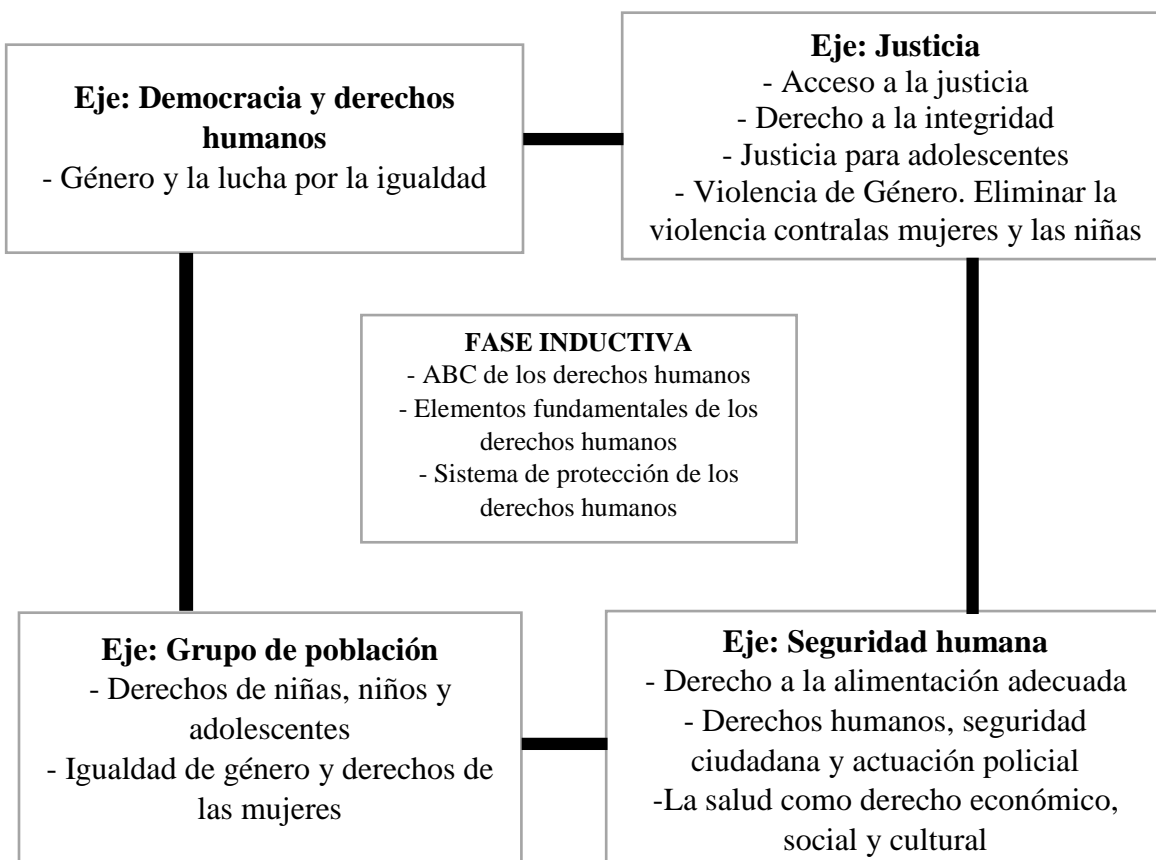 Eje: Democracia y derechos
humanos
- Género y la lucha por la igualdad
Eje: Justicia
- Acceso a la justicia
- Derecho a la integridad
- Justicia para adolescentes
- Violencia de Género. Eliminar la
violencia contralas mujeres y las niñas
FASE INDUCTIVA
- ABC de los derechos humanos
- Elementos fundamentales de los
derechos humanos
- Sistema de protección de los
derechos humanos
Eje: Grupo de población
- Derechos de niñas, niños y
adolescentes
- Igualdad de género y derechos de
las mujeres
Eje: Seguridad humana
- Derecho a la alimentación adecuada
- Derechos humanos, seguridad
ciudadana y actuación policial
-La salud como derecho económico,
social y cultural